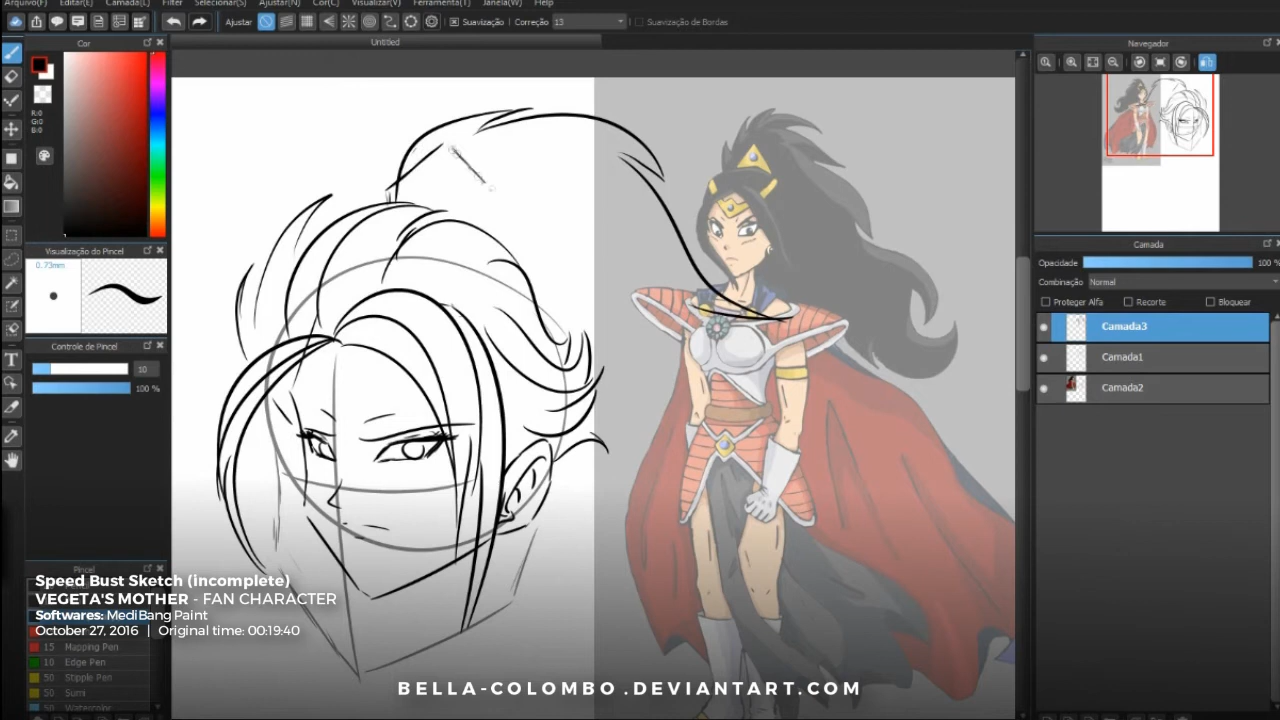 Arquivo(F) Editar(E) Camada(L) Filter Selecionar(S) Ajustar(N) Cor(C) Visualizar(V) Ferramenta(T) Janela(W) Help
Ajustar Suavização Correção 13 Suavização de Bordas
Cor
Untitled
Navegador
R:0
G:0
B:0
Visualização do Pincel
0.73mm
Camada
Opacidade 100 %
Combinação Normal
Proteger Alfa Recorte Bloquear
Camada3
Camada1
Camada2
Controle de Pincel
10
100 %
Pincel
Speed Bust Sketch (incomplete)
VEGETA'S MOTHER - FAN CHARACTER
Softwares: MediBang Paint
October 27, 2016 | Original time: 00:19:40
15 Mapping Pen
10 Edge Pen
50 Stipple Pen
50 Sumi
50 Watercolor
BELLA-COLOMBO.DEVIANTART.COM